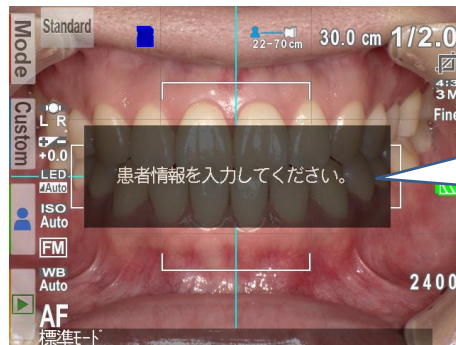 Mode
Standard
22-70cm
30.0 cm 1/2.0
4:3
3M
Fine
Custom
L R
+0.0
LED
Auto
患者情報を入力してください。
ISO
Auto
FM
WB
Auto
2400
AF
標準ﾓｰﾄﾞ